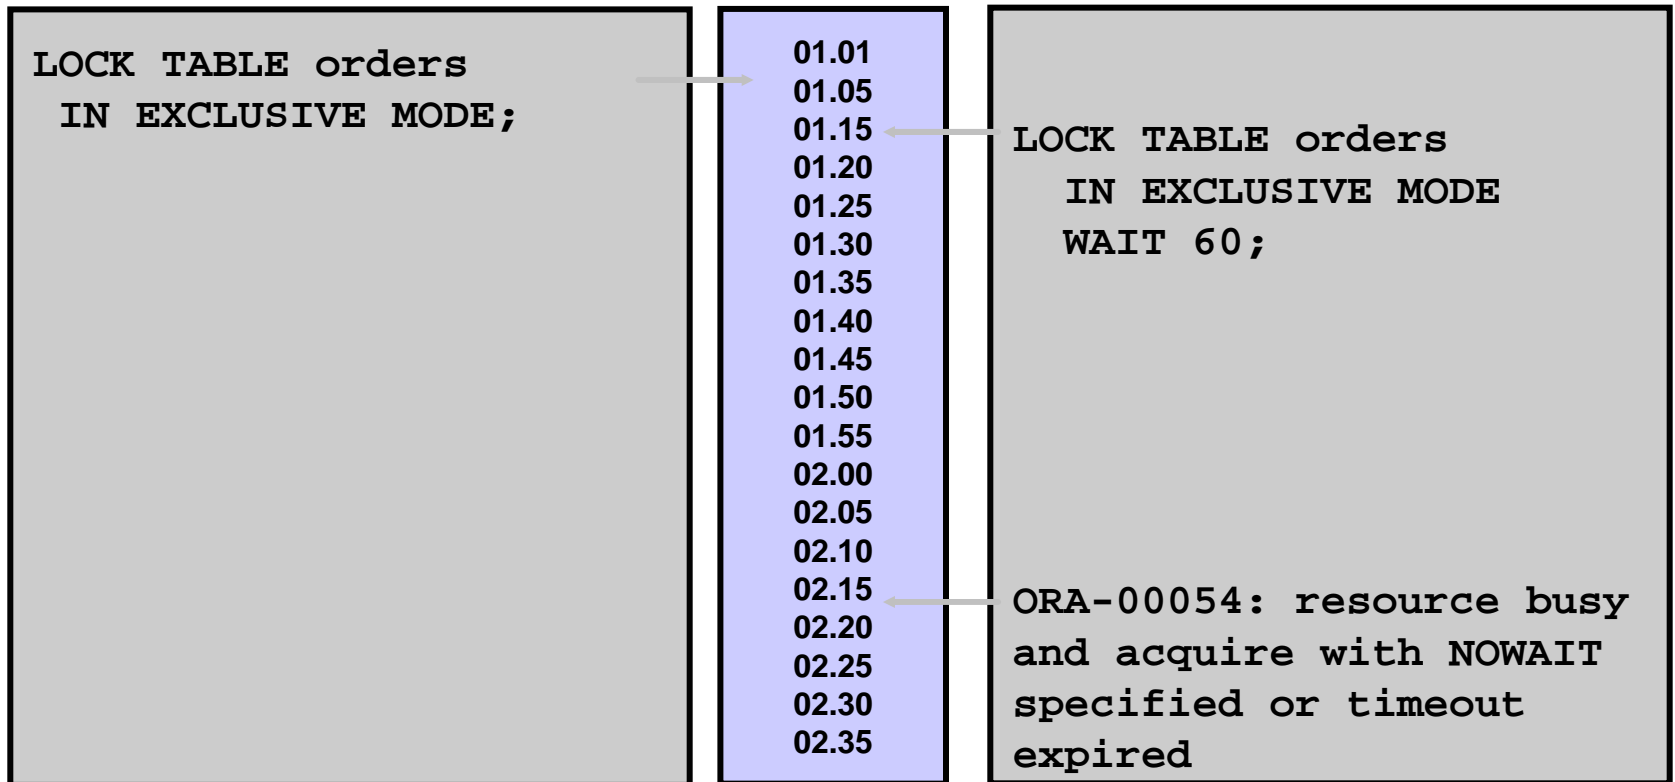 LOCK TABLE orders
IN EXCLUSIVE MODE;
01.01
01.05
01.15
01.20
01.25
01.30
01.35
01.40
01.45
01.50
01.55
02.00
02.05
02.10
02.15
02.20
02.25
02.30
02.35
LOCK TABLE orders
IN EXCLUSIVE MODE
WAIT 60;
ORA-00054: resource busy
and acquire with NOWAIT
specified or timeout
expired